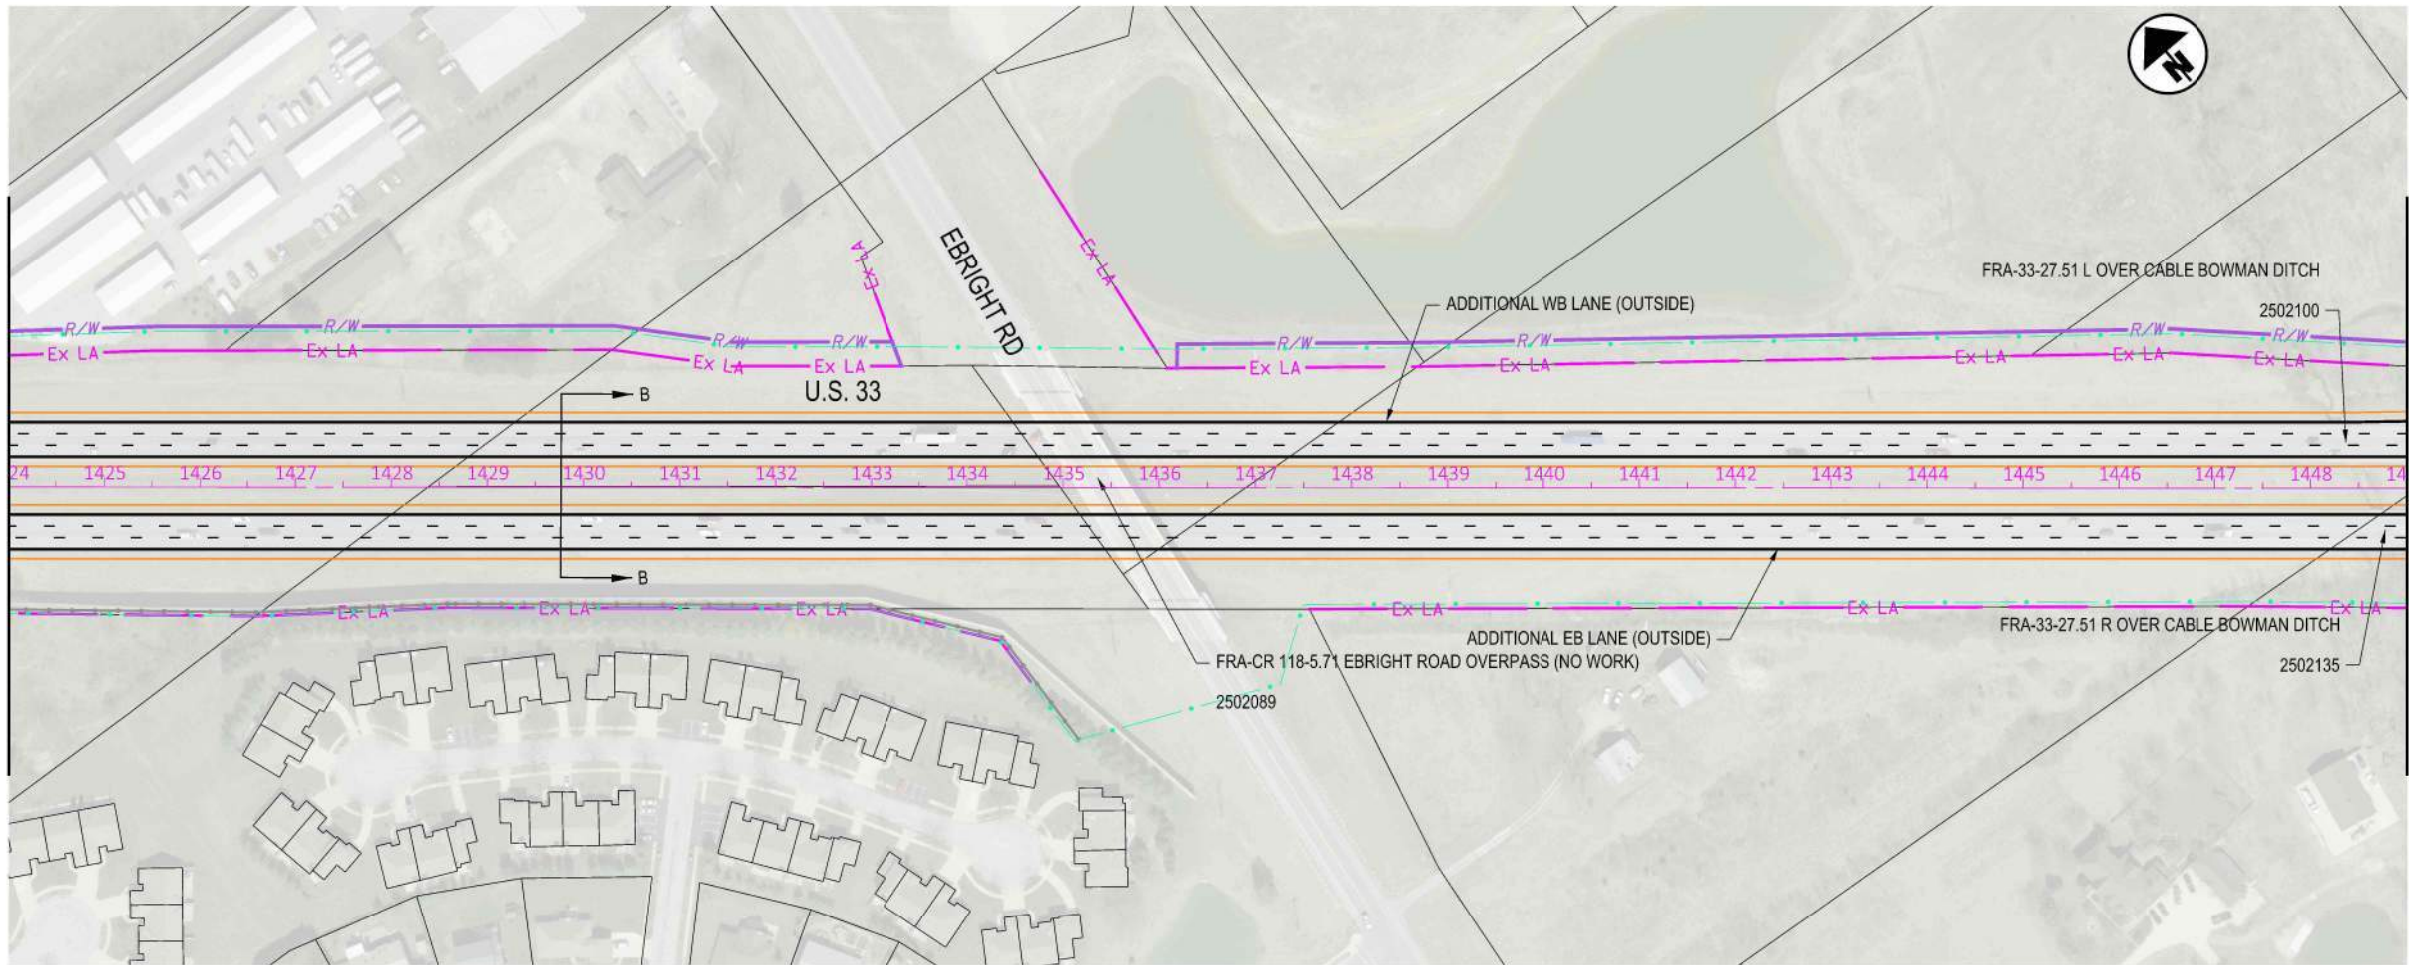 N
EBRIGHT RD
Ex LA
Ex LA
FRA-33-27.51 L OVER CABLE BOWMAN DITCH
2502100
ADDITIONAL WB LANE (OUTSIDE)
R/W
R/W
R/W
R/W
R/W
R/W
R/W
R/W
Ex LA
Ex LA
Ex LA
Ex LA
Ex LA
Ex LA
Ex LA
Ex LA
Ex LA
U.S. 33
B
24 1425 1426 1427 1428 1429 1430 1431 1432 1433 1434 1435 1436 1437 1438 1439 1440 1441 1442 1443 1444 1445 1446 1447 1448 14
B
Ex LA
Ex LA
Ex LA
Ex LA
Ex LA
Ex LA
ADDITIONAL EB LANE (OUTSIDE)
FRA-33-27.51 R OVER CABLE BOWMAN DITCH
2502135
FRA-CR 118-5.71 EBRIGHT ROAD OVERPASS (NO WORK)
2502089